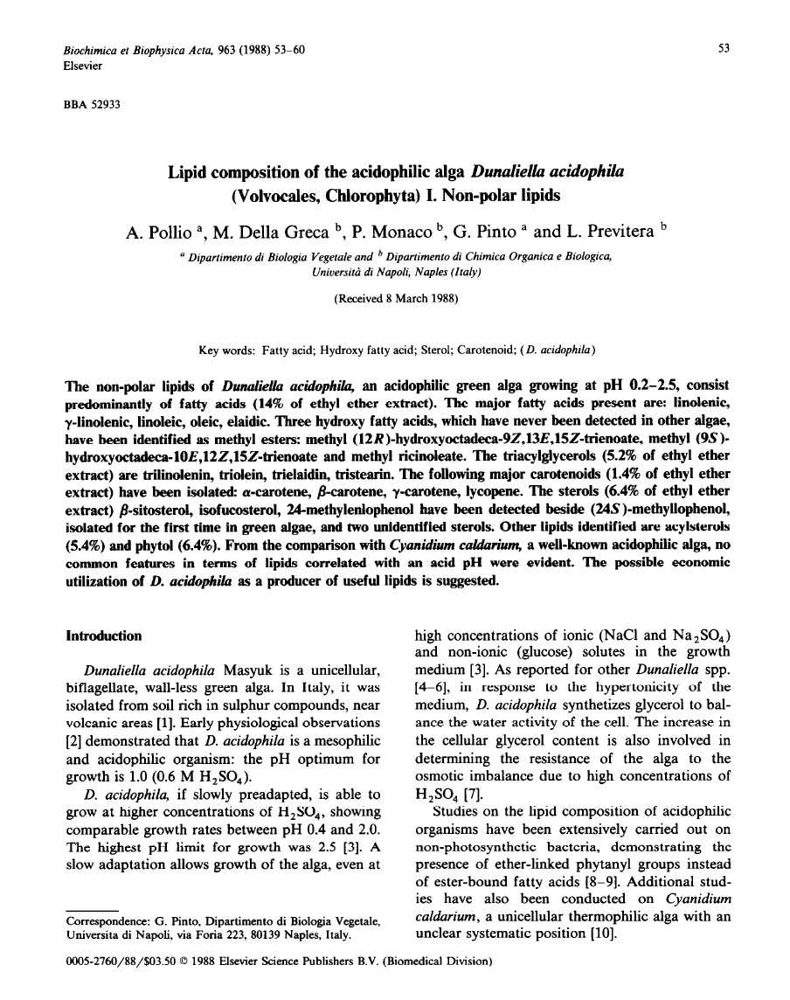 Biochimica et Biophysica Acta, 963 (1988) 53–60
53
Elsevier
BBA 52933
Lipid composition of the acidophilic alga Dunaliella acidophila
(Volvocales, Chlorophyta) I. Non-polar lipids
A. Pollio a, M. Della Greca b, P. Monaco b, G. Pinto a and L. Previtera b
a Dipartimento di Biologia Vegetale and b Dipartimento di Chimica Organica e Biologica,
Università di Napoli, Naples (Italy)
(Received 8 March 1988)
Key words: Fatty acid; Hydroxy fatty acid; Sterol; Carotenoid; (D. acidophila)
The non-polar lipids of Dunaliella acidophila, an acidophilic green alga growing at pH 0.2–2.5, consist
predominantly of fatty acids (14% of ethyl ether extract). The major fatty acids present are: linolenic,
γ-linolenic, linoleic, oleic, elaidic. Three hydroxy fatty acids, which have never been detected in other algae,
have been identified as methyl esters: methyl (12R)-hydroxyoctadeca-9Z,13E,15Z-trienoate, methyl (9S)-
hydroxyoctadeca-10E,12Z,15Z-trienoate and methyl ricinoleate. The triacylglycerols (5.2% of ethyl ether
extract) are trilinolenin, triolein, trielaidin, tristearin. The following major carotenoids (1.4% of ethyl ether
extract) have been isolated: α-carotene, β-carotene, γ-carotene, lycopene. The sterols (6.4% of ethyl ether
extract) β-sitosterol, isofucosterol, 24-methylenlophenol have been detected beside (24S)-methyllophenol,
isolated for the first time in green algae, and two unidentified sterols. Other lipids identified are acylsterols
(5.4%) and phytol (6.4%). From the comparison with Cyanidium caldarium, a well-known acidophilic alga, no
common features in terms of lipids correlated with an acid pH were evident. The possible economic
utilization of D. acidophila as a producer of useful lipids is suggested.
Introduction
Dunaliella acidophila Masyuk is a unicellular,
biflagellate, wall-less green alga. In Italy, it was
isolated from soil rich in sulphur compounds, near
volcanic areas [1]. Early physiological observations
[2] demonstrated that D. acidophila is a mesophilic
and acidophilic organism: the pH optimum for
growth is 1.0 (0.6 M H2SO4).
D. acidophila, if slowly preadapted, is able to
grow at higher concentrations of H2SO4, showing
comparable growth rates between pH 0.4 and 2.0.
The highest pH limit for growth was 2.5 [3]. A
slow adaptation allows growth of the alga, even at
Correspondence: G. Pinto, Dipartimento di Biologia Vegetale,
Universita di Napoli, via Foria 223, 80139 Naples, Italy.
high concentrations of ionic (NaCl and Na2SO4)
and non-ionic (glucose) solutes in the growth
medium [3]. As reported for other Dunaliella spp.
[4–6], in response to the hypertonicity of the
medium, D. acidophila synthetizes glycerol to bal-
ance the water activity of the cell. The increase in
the cellular glycerol content is also involved in
determining the resistance of the alga to the
osmotic imbalance due to high concentrations of
H2SO4 [7].
Studies on the lipid composition of acidophilic
organisms have been extensively carried out on
non-photosynthetic bacteria, demonstrating the
presence of ether-linked phytanyl groups instead
of ester-bound fatty acids [8–9]. Additional stud-
ies have also been conducted on Cyanidium
caldarium, a unicellular thermophilic alga with an
unclear systematic position [10].
0005-2760/88/$03.50 © 1988 Elsevier Science Publishers B.V. (Biomedical Division)